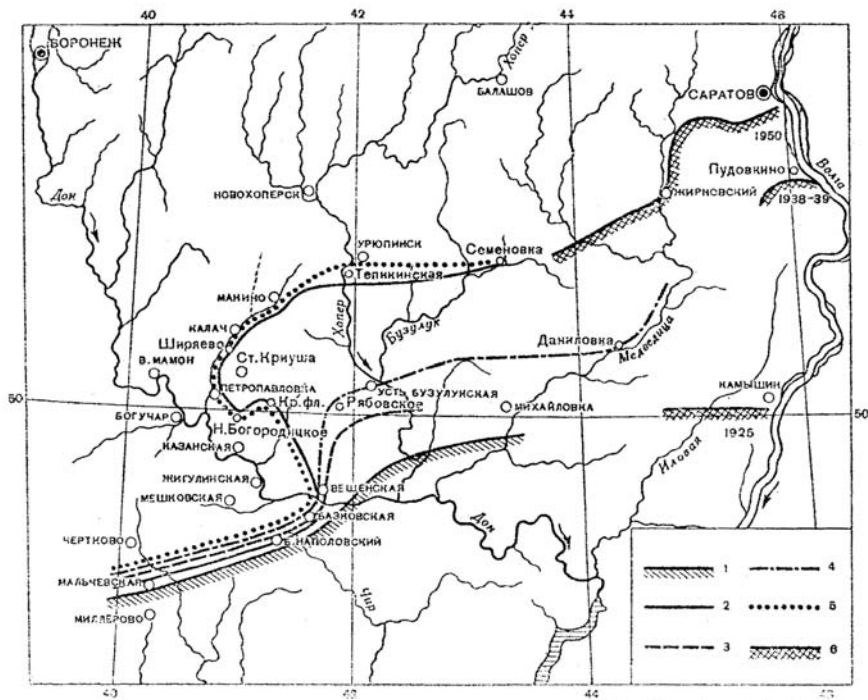 40
42
44
48
ВОРОНЕЖ
Хопер
БАЛАШОВ
САРАТОВ
1950
Пудовкино
Волга
Дон
НОВОХОПЕРСК
ЖИРНОВСКИЙ
1938-39
УРЮПИНСК
Семеновка
Тепикинская
МАНИНО
Хопер
Бузулук
КАЛАЧ
Ширяево
Даниловка
Медведица
Ст.Криуша
В.МАМОН
ПЕТРОПАВЛОВКА
УСТЬ БУЗУЛУКСКАЯ
КАМЫШИН
50
50
Кр.фл.
Рябовское
МИХАЙЛОВКА
БОГУЧАР
Н.Богородицкое
1925
КАЗАНСКАЯ
Иловая
ЖИГУЛИНСКАЯ
ВЕШЕНСКАЯ
МЕШКОВСКАЯ
БАЗКОВСКАЯ
Дон
ЧЕРТКОВО
Б.НАПОЛОВСКИЙ
1
4
МАЛЬЧЕВСКАЯ
Чир
2
5
МИЛЛЕРОВО
3
6
44